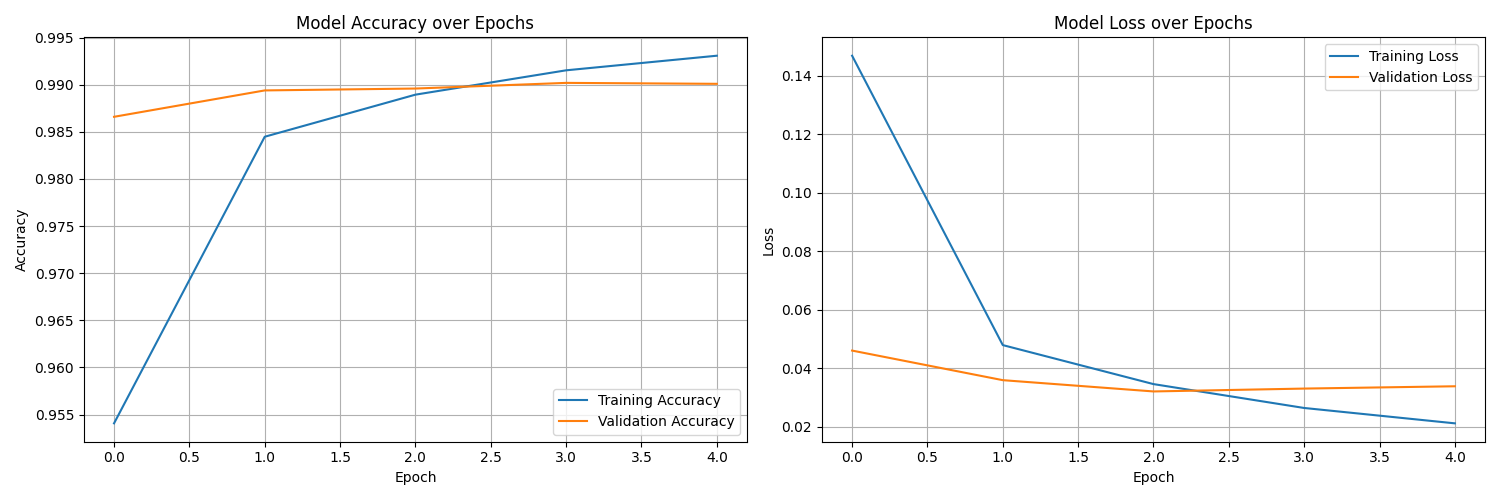 Model Accuracy over Epochs
0.995
0.990
0.985
0.980
0.975
0.970
0.965
0.960
0.955
Accuracy
0.0 0.5 1.0 1.5 2.0 2.5 3.0 3.5 4.0
Epoch
Training Accuracy
Validation Accuracy
Model Loss over Epochs
0.14
0.12
0.10
0.08
0.06
0.04
0.02
Loss
0.0 0.5 1.0 1.5 2.0 2.5 3.0 3.5 4.0
Epoch
Training Loss
Validation Loss